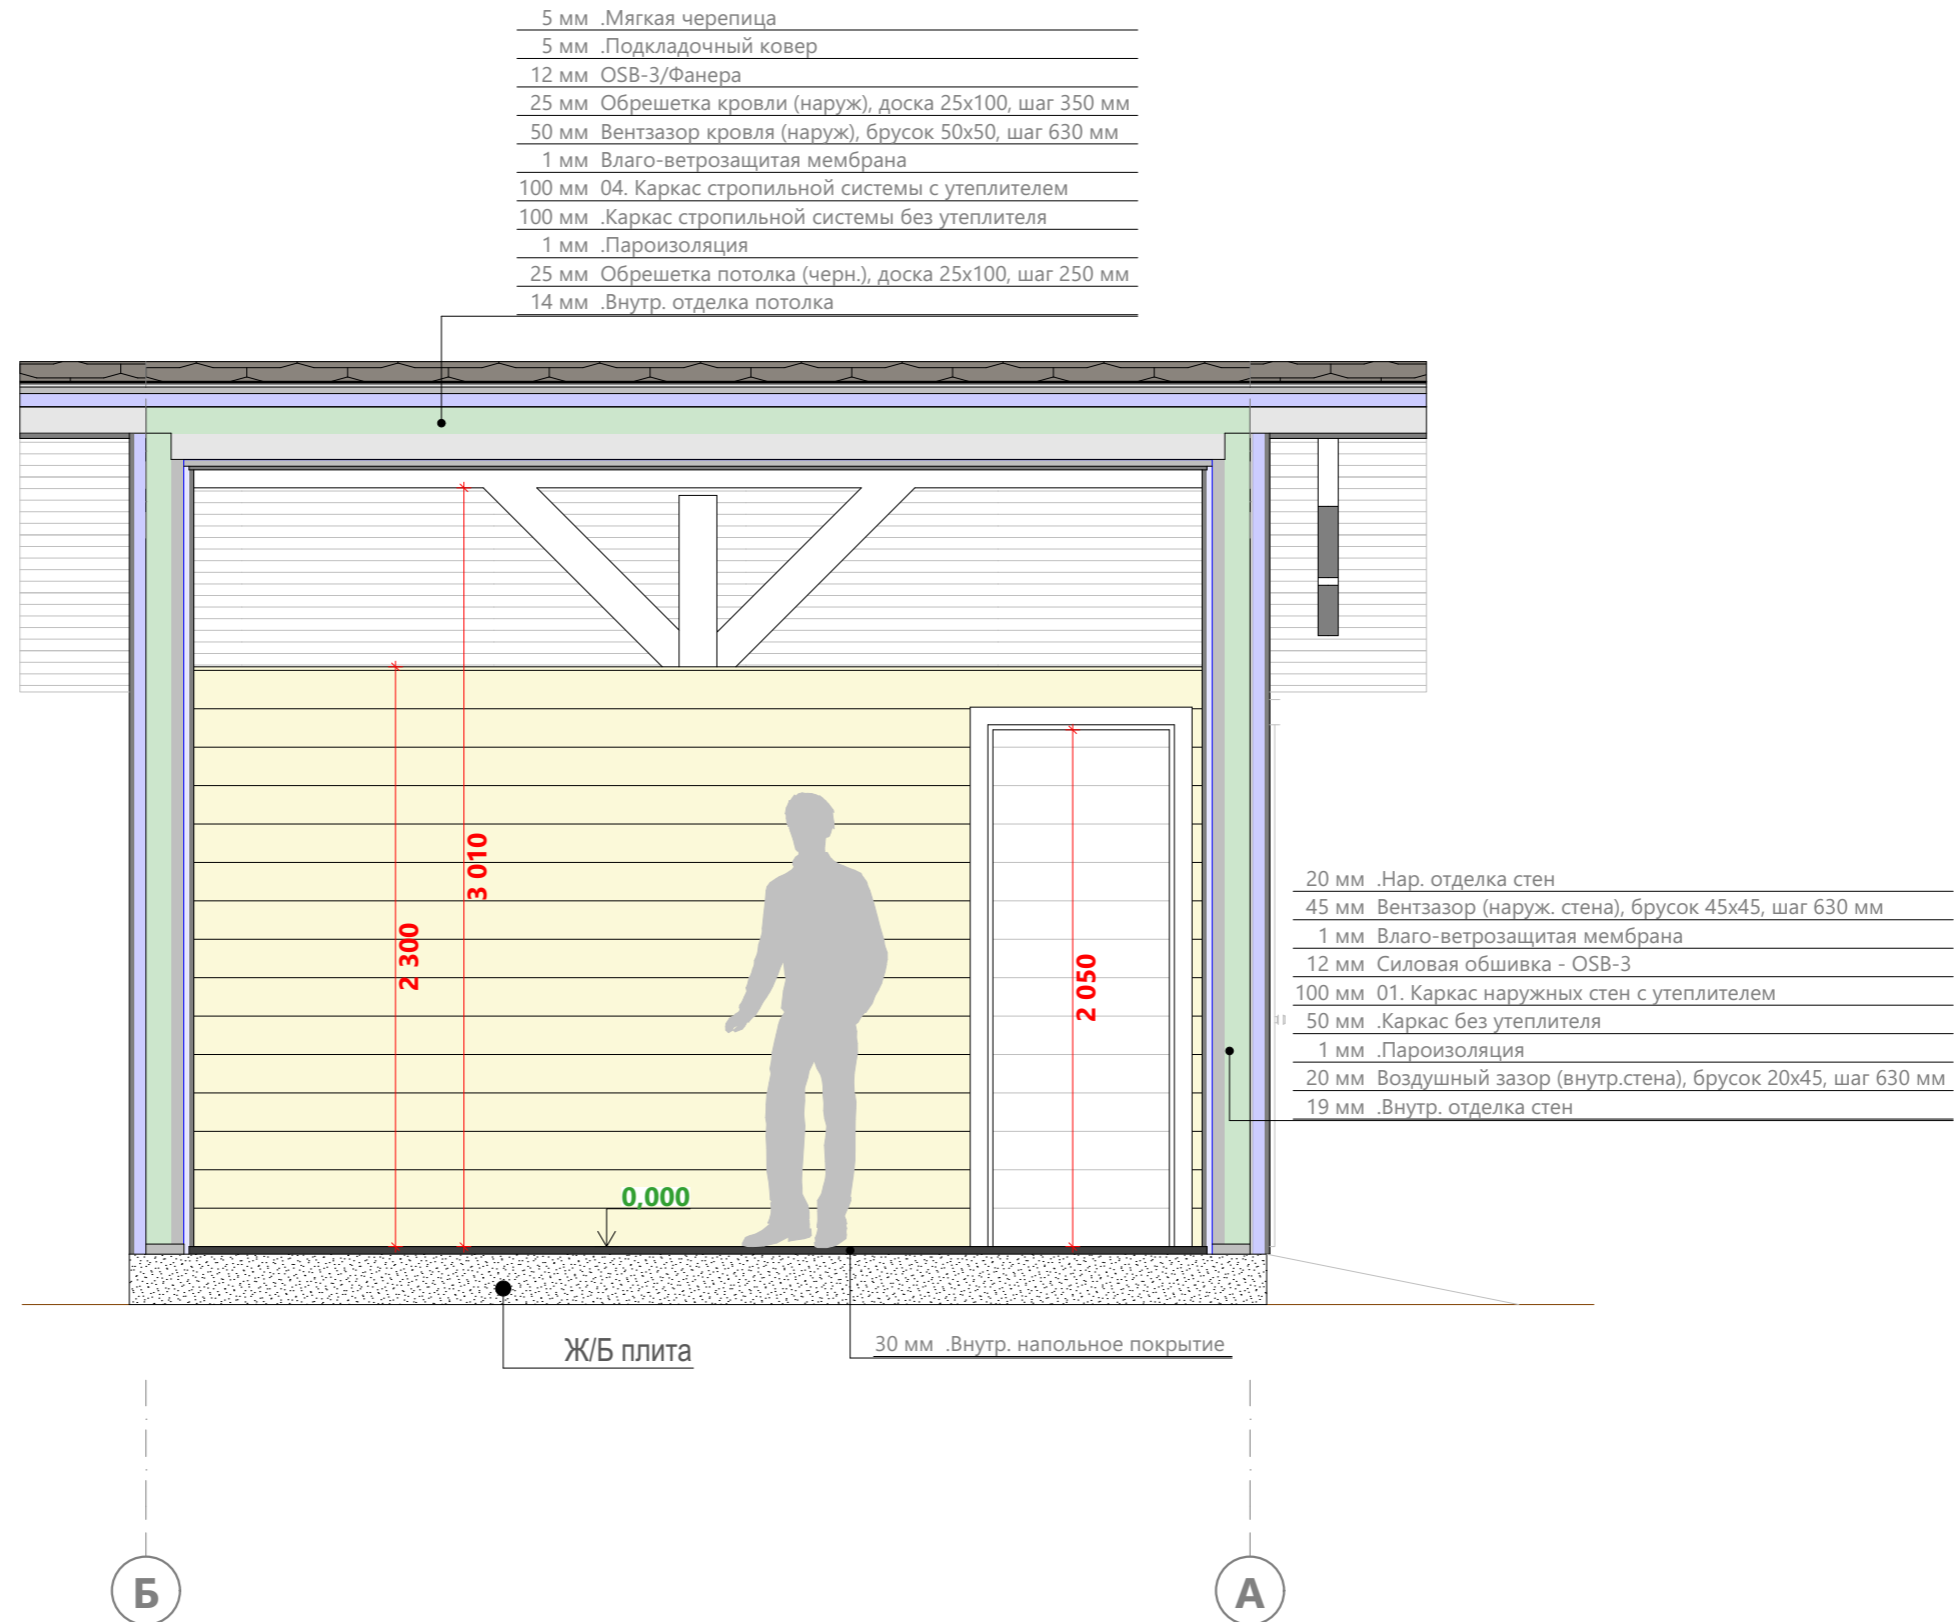 5 мм .Мягкая черепица
5 мм .Подкладочный ковер
12 мм OSB-3/Фанера
25 мм Обрешетка кровли (наруж), доска 25х100, шаг 350 мм
50 мм Вентзазор кровля (наруж), брусок 50х50, шаг 630 мм
1 мм Влаго-ветрозащитая мембрана
100 мм 04. Каркас стропильной системы с утеплителем
100 мм .Каркас стропильной системы без утеплителя
1 мм .Пароизоляция
25 мм Обрешетка потолка (черн.), доска 25х100, шаг 250 мм
14 мм .Внутр. отделка потолка
3 010
2 300
2 050
0,000
20 мм .Нар. отделка стен
45 мм Вентзазор (наруж. стена), брусок 45х45, шаг 630 мм
1 мм Влаго-ветрозащитая мембрана
12 мм Силовая обшивка - OSB-3
100 мм 01. Каркас наружных стен с утеплителем
50 мм .Каркас без утеплителя
1 мм .Пароизоляция
20 мм Воздушный зазор (внутр.стена), брусок 20х45, шаг 630 мм
19 мм .Внутр. отделка стен
Ж/Б плита
30 мм .Внутр. напольное покрытие
Б
А